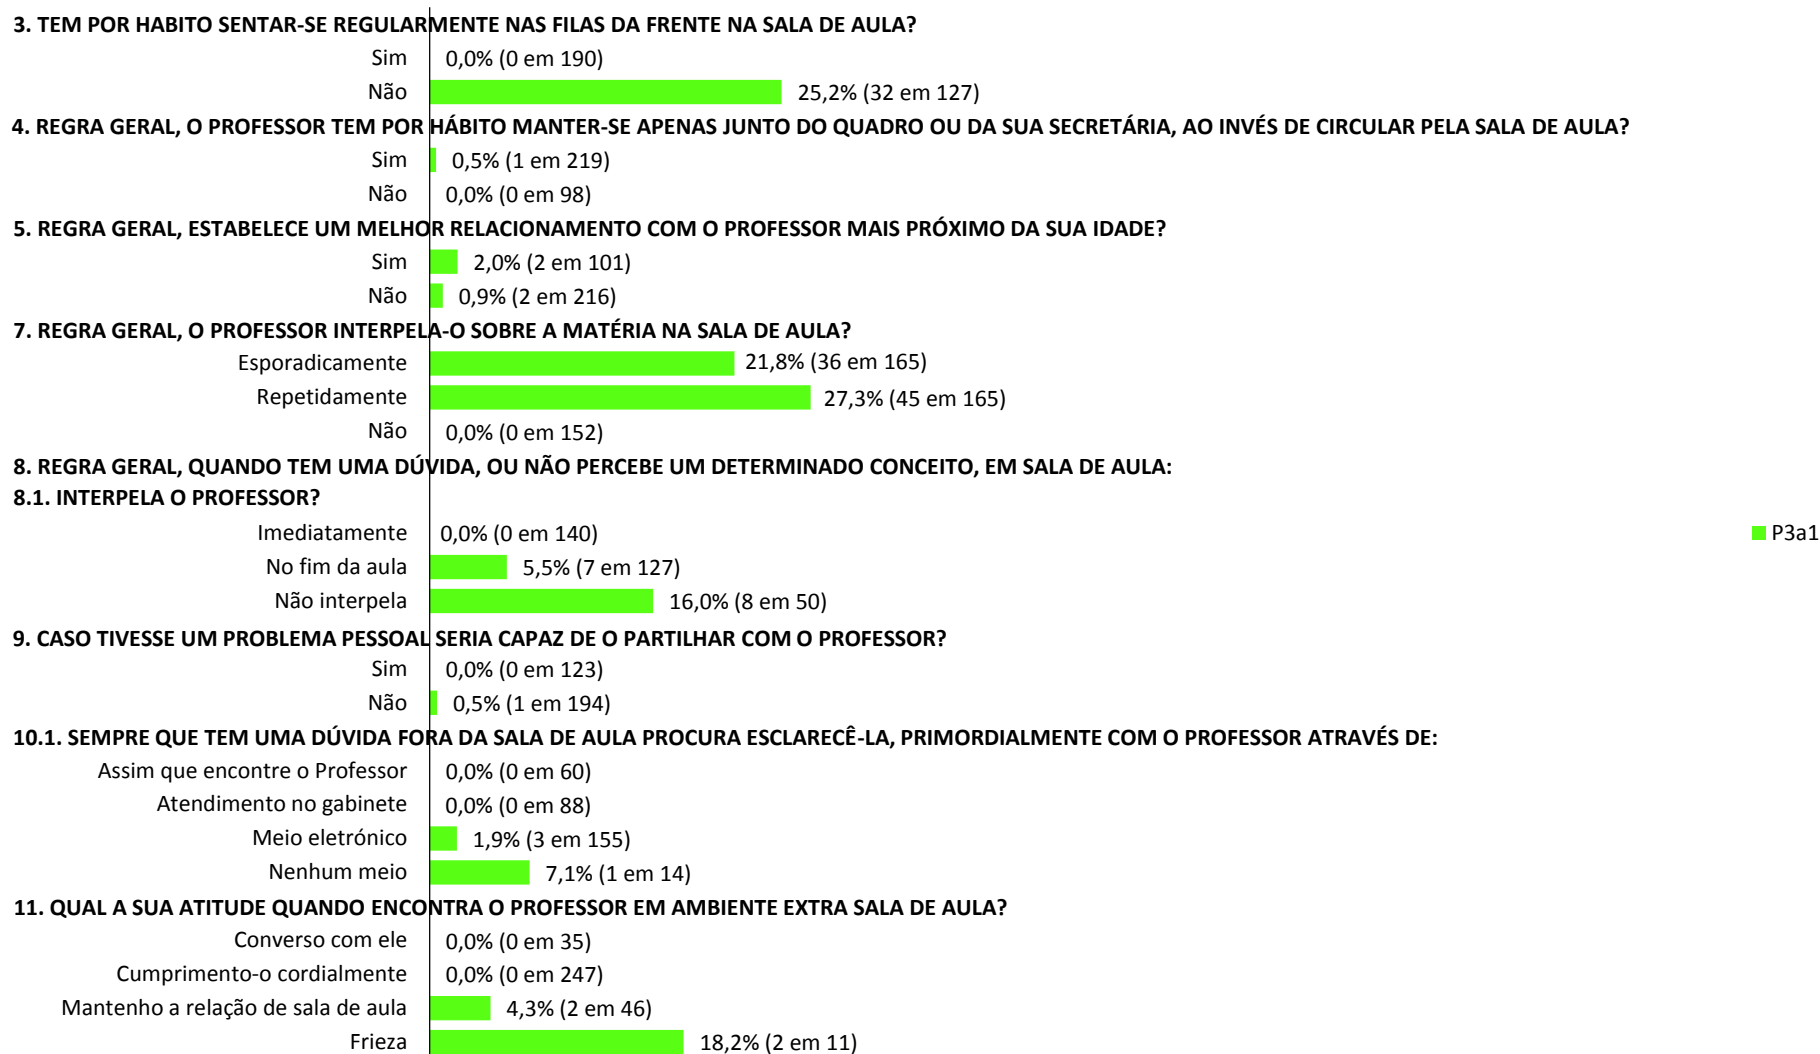 3. TEM POR HABITO SENTAR-SE REGULARMENTE NAS FILAS DA FRENTE NA SALA DE AULA?
Sim 0,0% (0 em 190)
Não 25,2% (32 em 127)
4. REGRA GERAL, O PROFESSOR TEM POR HÁBITO MANTER-SE APENAS JUNTO DO QUADRO OU DA SUA SECRETÁRIA, AO INVÉS DE CIRCULAR PELA SALA DE AULA?
Sim 0,5% (1 em 219)
Não 0,0% (0 em 98)
5. REGRA GERAL, ESTABELECE UM MELHOR RELACIONAMENTO COM O PROFESSOR MAIS PRÓXIMO DA SUA IDADE?
Sim 2,0% (2 em 101)
Não 0,9% (2 em 216)
7. REGRA GERAL, O PROFESSOR INTERPELA-O SOBRE A MATÉRIA NA SALA DE AULA?
Esporadicamente 21,8% (36 em 165)
Repetidamente 27,3% (45 em 165)
Não 0,0% (0 em 152)
8. REGRA GERAL, QUANDO TEM UMA DÚVIDA, OU NÃO PERCEBE UM DETERMINADO CONCEITO, EM SALA DE AULA:
8.1. INTERPELA O PROFESSOR?
Imediatamente 0,0% (0 em 140)
P3a1
No fim da aula 5,5% (7 em 127)
Não interpela 16,0% (8 em 50)
9. CASO TIVESSE UM PROBLEMA PESSOAL SERIA CAPAZ DE O PARTILHAR COM O PROFESSOR?
Sim 0,0% (0 em 123)
Não 0,5% (1 em 194)
10.1. SEMPRE QUE TEM UMA DÚVIDA FORA DA SALA DE AULA PROCURA ESCLARECÊ-LA, PRIMORDIALMENTE COM O PROFESSOR ATRAVÉS DE:
Assim que encontre o Professor 0,0% (0 em 60)
Atendimento no gabinete 0,0% (0 em 88)
Meio eletrónico 1,9% (3 em 155)
Nenhum meio 7,1% (1 em 14)
11. QUAL A SUA ATITUDE QUANDO ENCONTRA O PROFESSOR EM AMBIENTE EXTRA SALA DE AULA?
Converso com ele 0,0% (0 em 35)
Cumprimento-o cordialmente 0,0% (0 em 247)
Mantenho a relação de sala de aula 4,3% (2 em 46)
Frieza 18,2% (2 em 11)